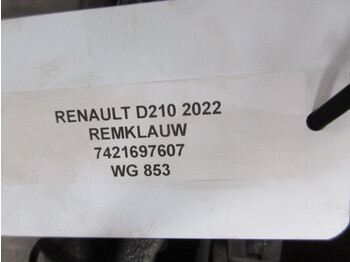 RENAULT D210 2022
REMKLAUW
7421697607
WG 853